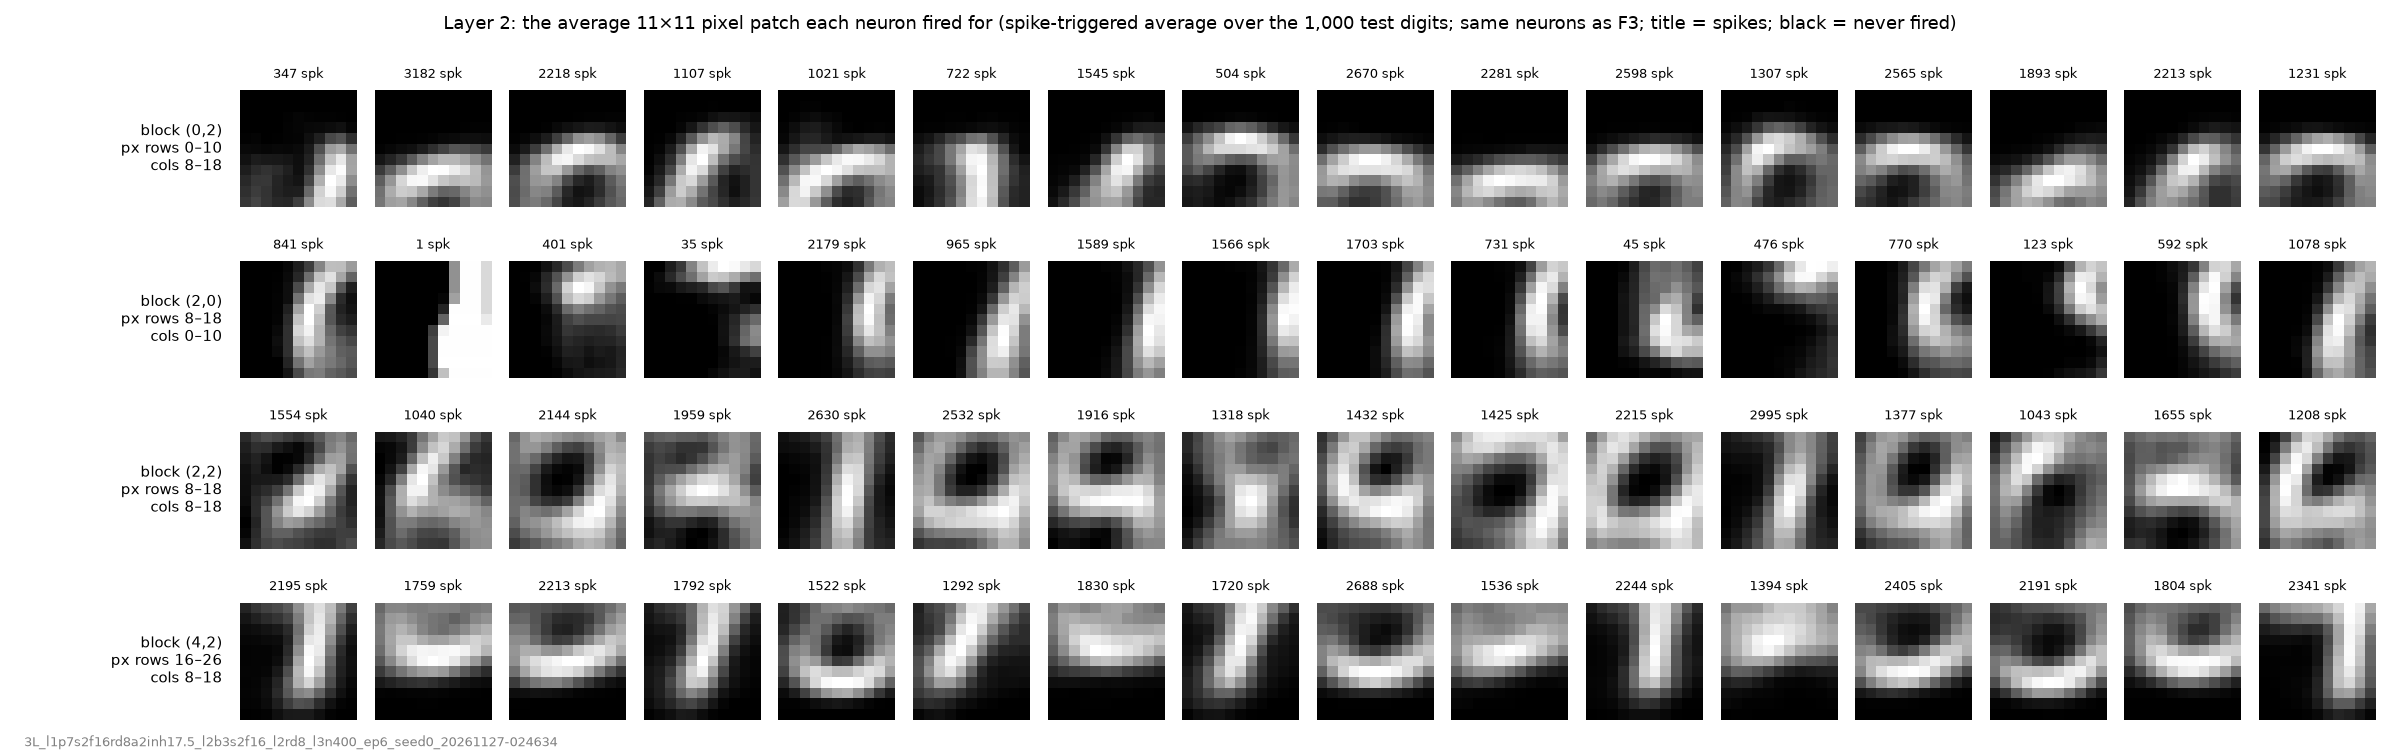 Layer 2: the average 11×11 pixel patch each neuron fired for (spike-triggered average over the 1,000 test digits; same neurons as F3; title = spikes; black = never fired)
347 spk 3182 spk 2218 spk 1107 spk 1021 spk 722 spk 1545 spk 504 spk 2670 spk 2281 spk 2598 spk 1307 spk 2565 spk 1893 spk 2213 spk 1231 spk
block (0,2)
px rows 0–10
cols 8–18
841 spk 1 spk 401 spk 35 spk 2179 spk 965 spk 1589 spk 1566 spk 1703 spk 731 spk 45 spk 476 spk 770 spk 123 spk 592 spk 1078 spk
block (2,0)
px rows 8–18
cols 0–10
1554 spk 1040 spk 2144 spk 1959 spk 2630 spk 2532 spk 1916 spk 1318 spk 1432 spk 1425 spk 2215 spk 2995 spk 1377 spk 1043 spk 1655 spk 1208 spk
block (2,2)
px rows 8–18
cols 8–18
2195 spk 1759 spk 2213 spk 1792 spk 1522 spk 1292 spk 1830 spk 1720 spk 2688 spk 1536 spk 2244 spk 1394 spk 2405 spk 2191 spk 1804 spk 2341 spk
block (4,2)
px rows 16–26
cols 8–18
3L_l1p7s2f16rd8a2inh17.5_l2b3s2f16_l2rd8_l3n400_ep6_seed0_20261127-024634